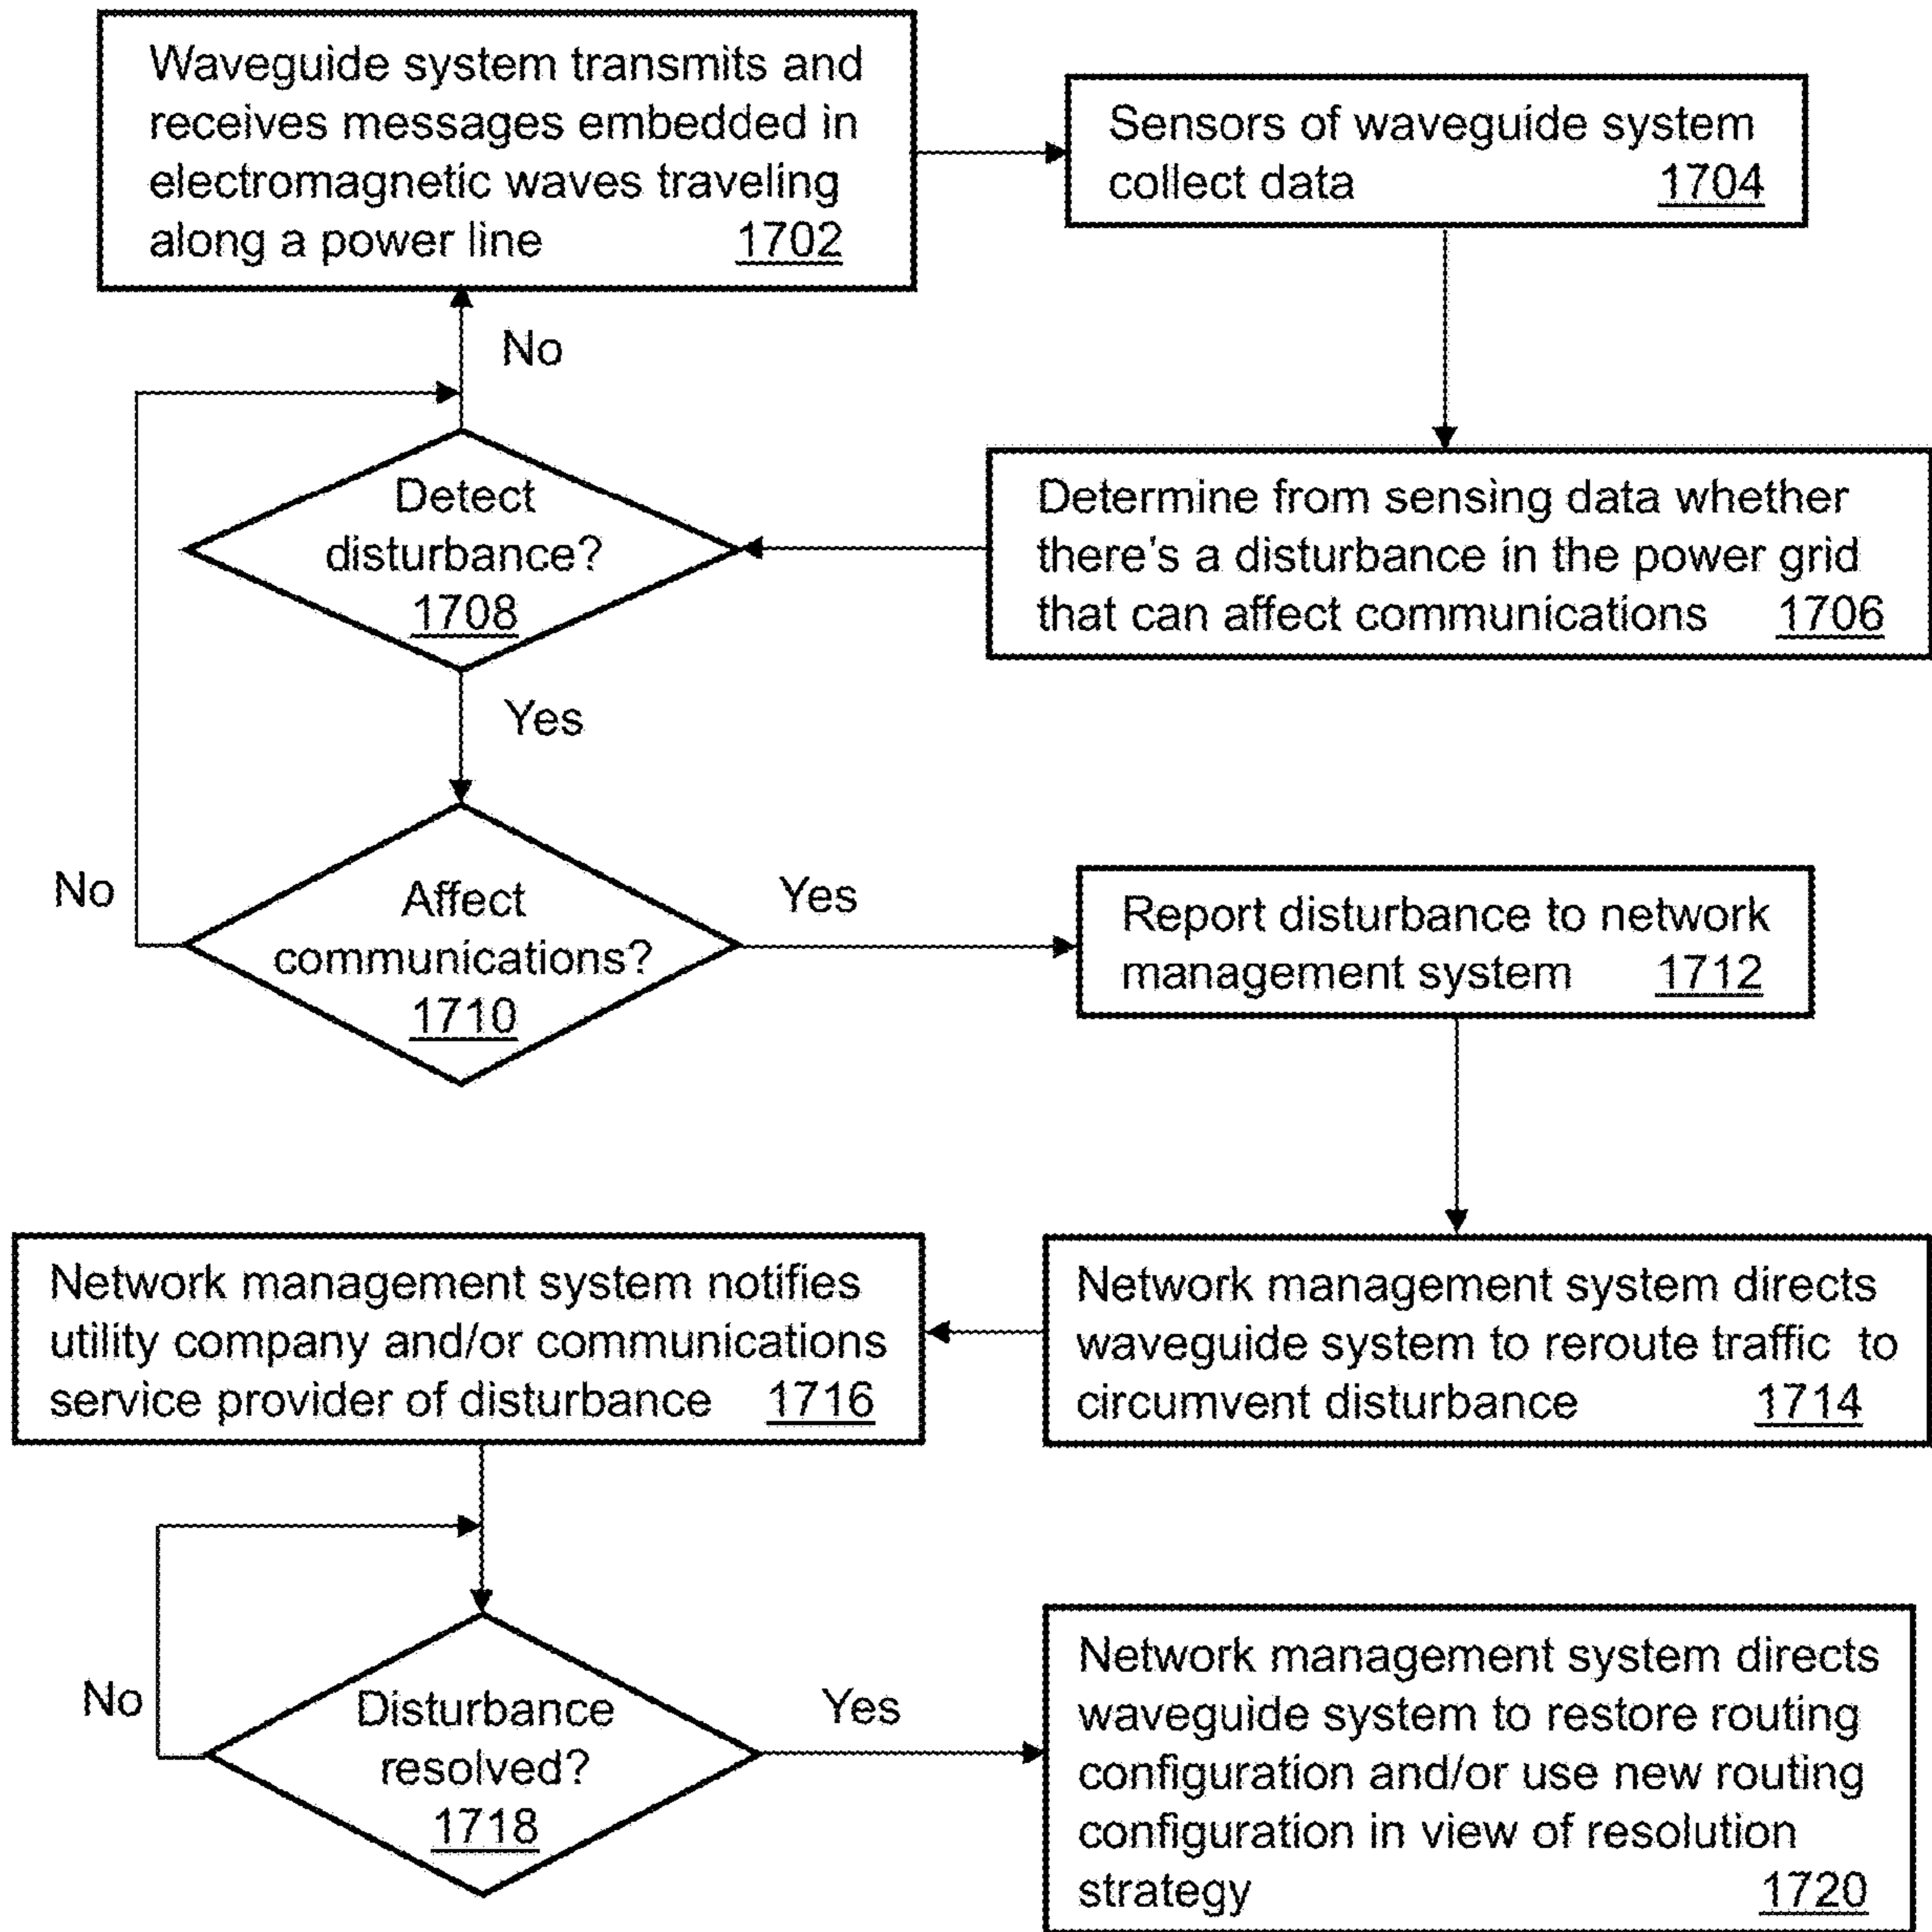 Waveguide system transmits and
receives messages embedded in
electromagnetic waves traveling
along a power line 1702
Sensors of waveguide system
collect data 1704
No
Detect
disturbance?
1708
Determine from sensing data whether
there's a disturbance in the power grid
that can affect communications 1706
Yes
No
Affect
communications?
1710
Yes
Report disturbance to network
management system 1712
Network management system notifies
utility company and/or communications
service provider of disturbance 1716
Network management system directs
waveguide system to reroute traffic to
circumvent disturbance 1714
No
Disturbance
resolved?
1718
Yes
Network management system directs
waveguide system to restore routing
configuration and/or use new routing
configuration in view of resolution
strategy 1720